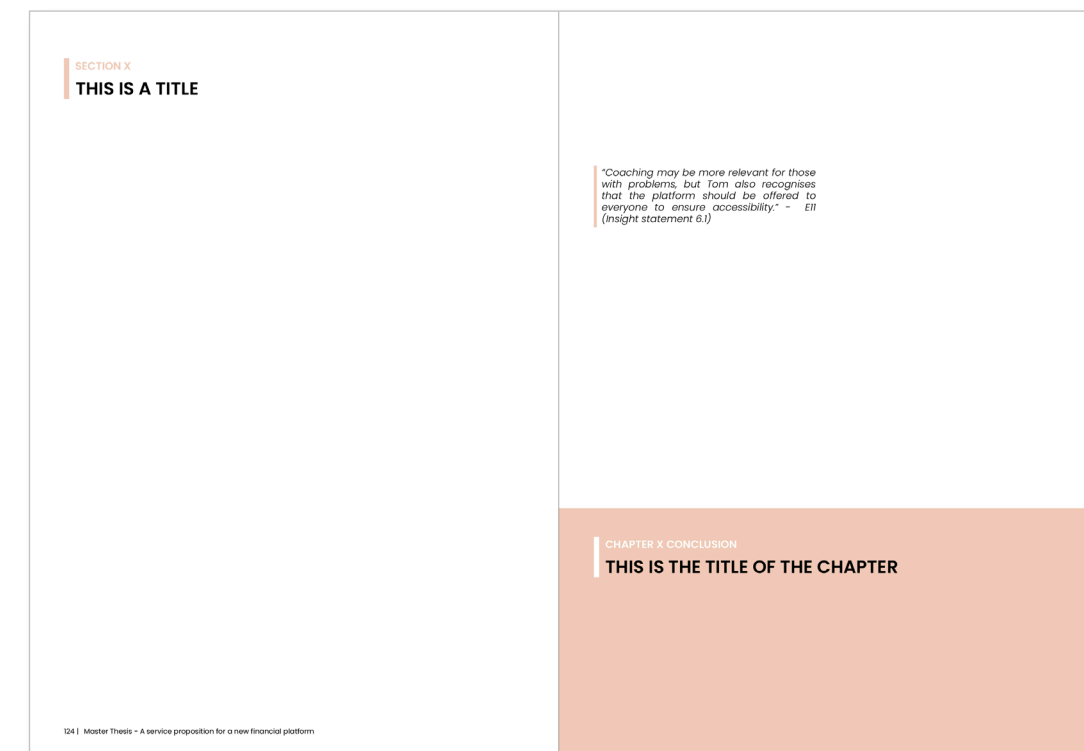 SECTION X
THIS IS A TITLE
124 | Master Thesis - A service proposition for a new financial platform
"Coaching may be more relevant for those
with problems, but Tom also recognises
that the platform should be offered to
everyone to ensure accessibility." - E11
(Insight statement 6.1)
CHAPTER X CONCLUSION
THIS IS THE TITLE OF THE CHAPTER